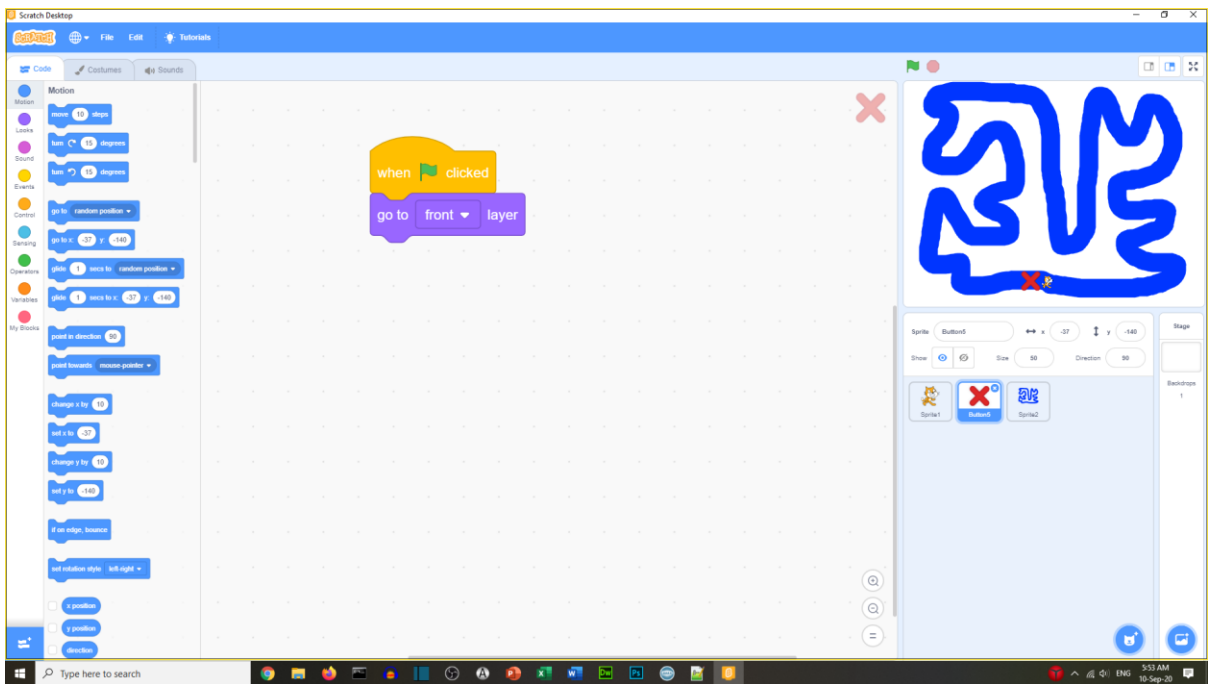 Scratch Desktop
SCRATCH File Edit Tutorials
Code Costumes Sounds
Motion
Looks
Sound
Events
Control
Sensing
Operators
Variables
My Blocks
Motion
move 10 steps
turn 15 degrees
turn 15 degrees
go to random position
go to x: -37 y: -140
glide 1 secs to random position
glide 1 secs to x: -37 y: -140
point in direction 90
point towards mouse-pointer
change x by 10
set x to -37
change y by 10
set y to -140
if on edge, bounce
set rotation style left-right
x position
y position
direction
when clicked
go to front layer
Sprite Button5 x -37 y -140
Show Size 50 Direction 90
Sprite1 Button5 Sprite2
Stage
Backdrops
1
Type here to search
ENG
5:53 AM
10-Sep-20